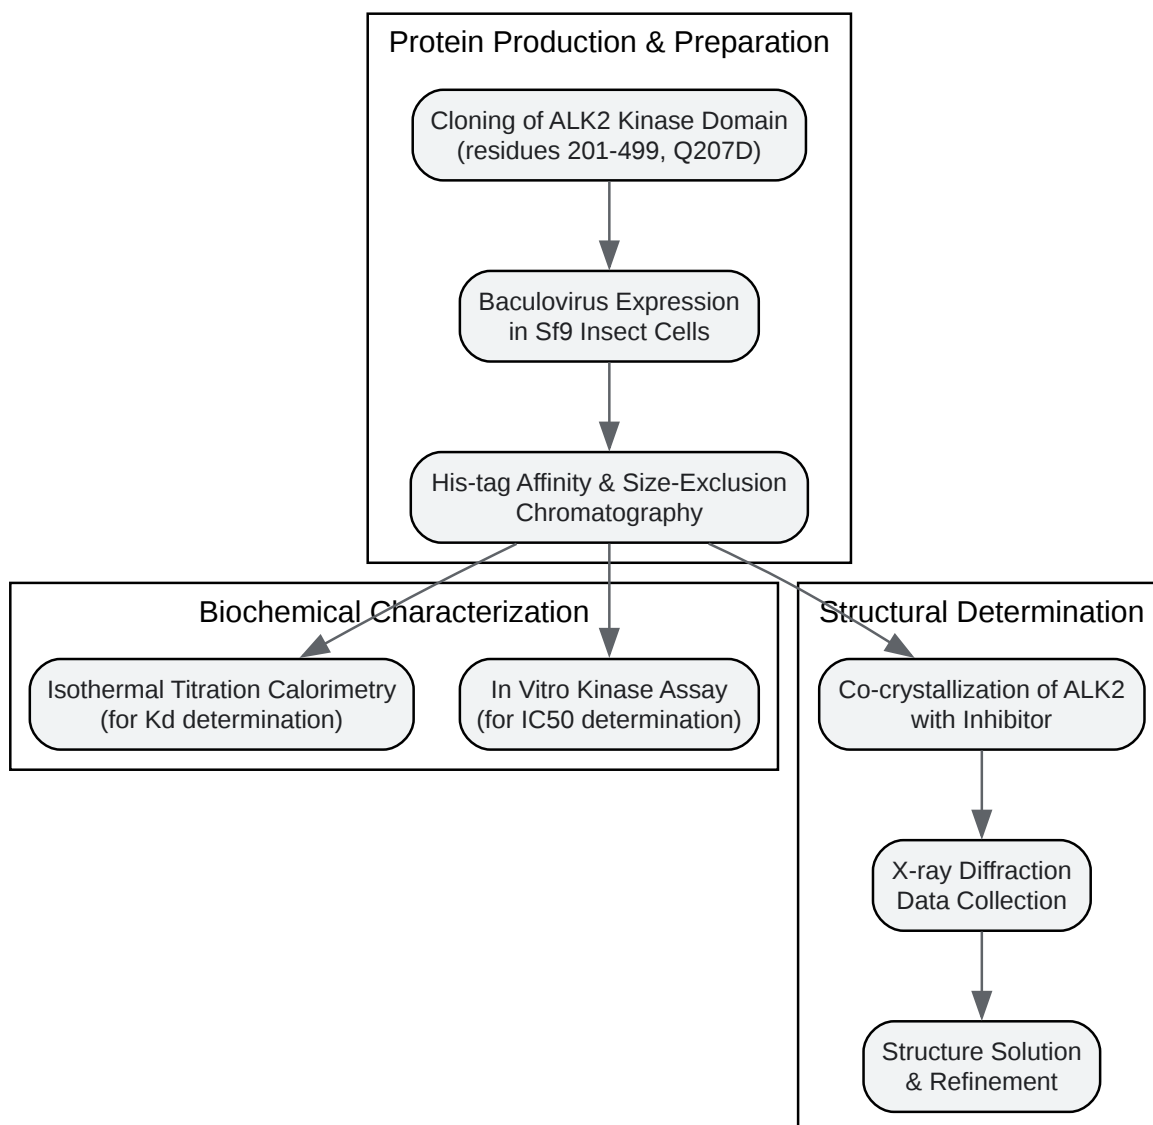 Protein Production & Preparation
Cloning of ALK2 Kinase Domain
(residues 201-499, Q207D)
Baculovirus Expression
in Sf9 Insect Cells
His-tag Affinity & Size-Exclusion
Chromatography
Biochemical Characterization
Isothermal Titration Calorimetry
(for Kd determination)
In Vitro Kinase Assay
(for IC50 determination)
Structural Determination
Co-crystallization of ALK2
with Inhibitor
X-ray Diffraction
Data Collection
Structure Solution
& Refinement